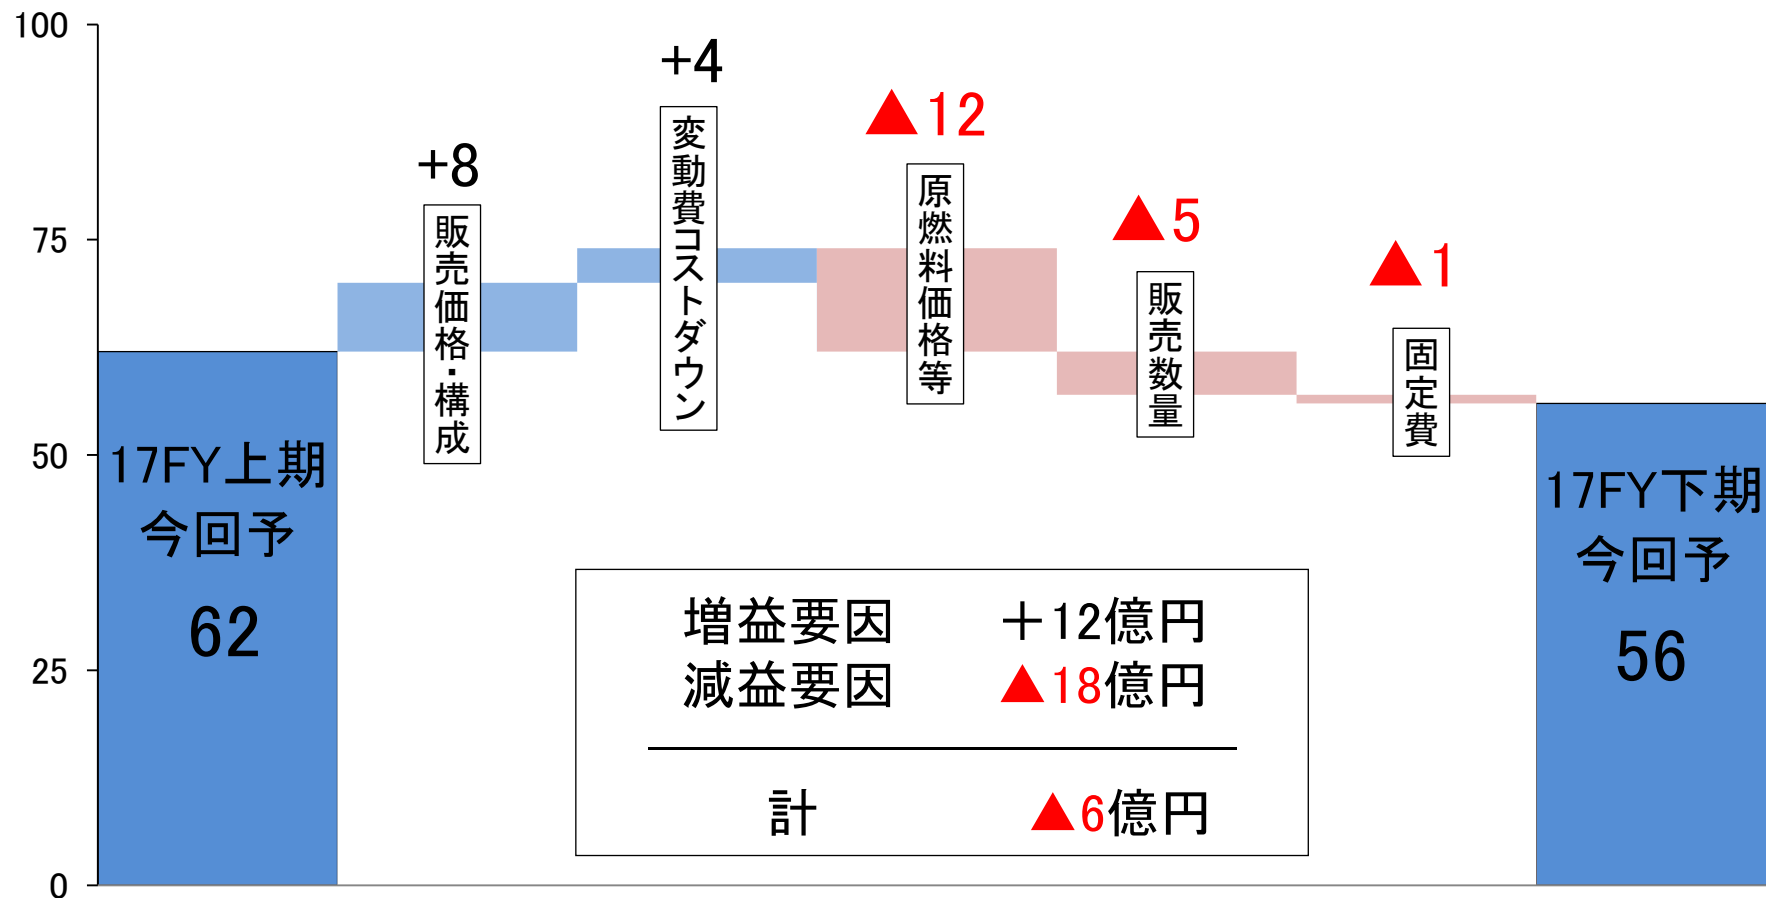 100
75
50
25
0
17FY上期
今回予
62
+8
販売価格・構成
+4
変動費コストダウン
▲12
原燃料価格等
▲5
販売数量
▲1
固定費
17FY下期
今回予
56
増益要因 +12億円
減益要因 ▲18億円
計 ▲6億円